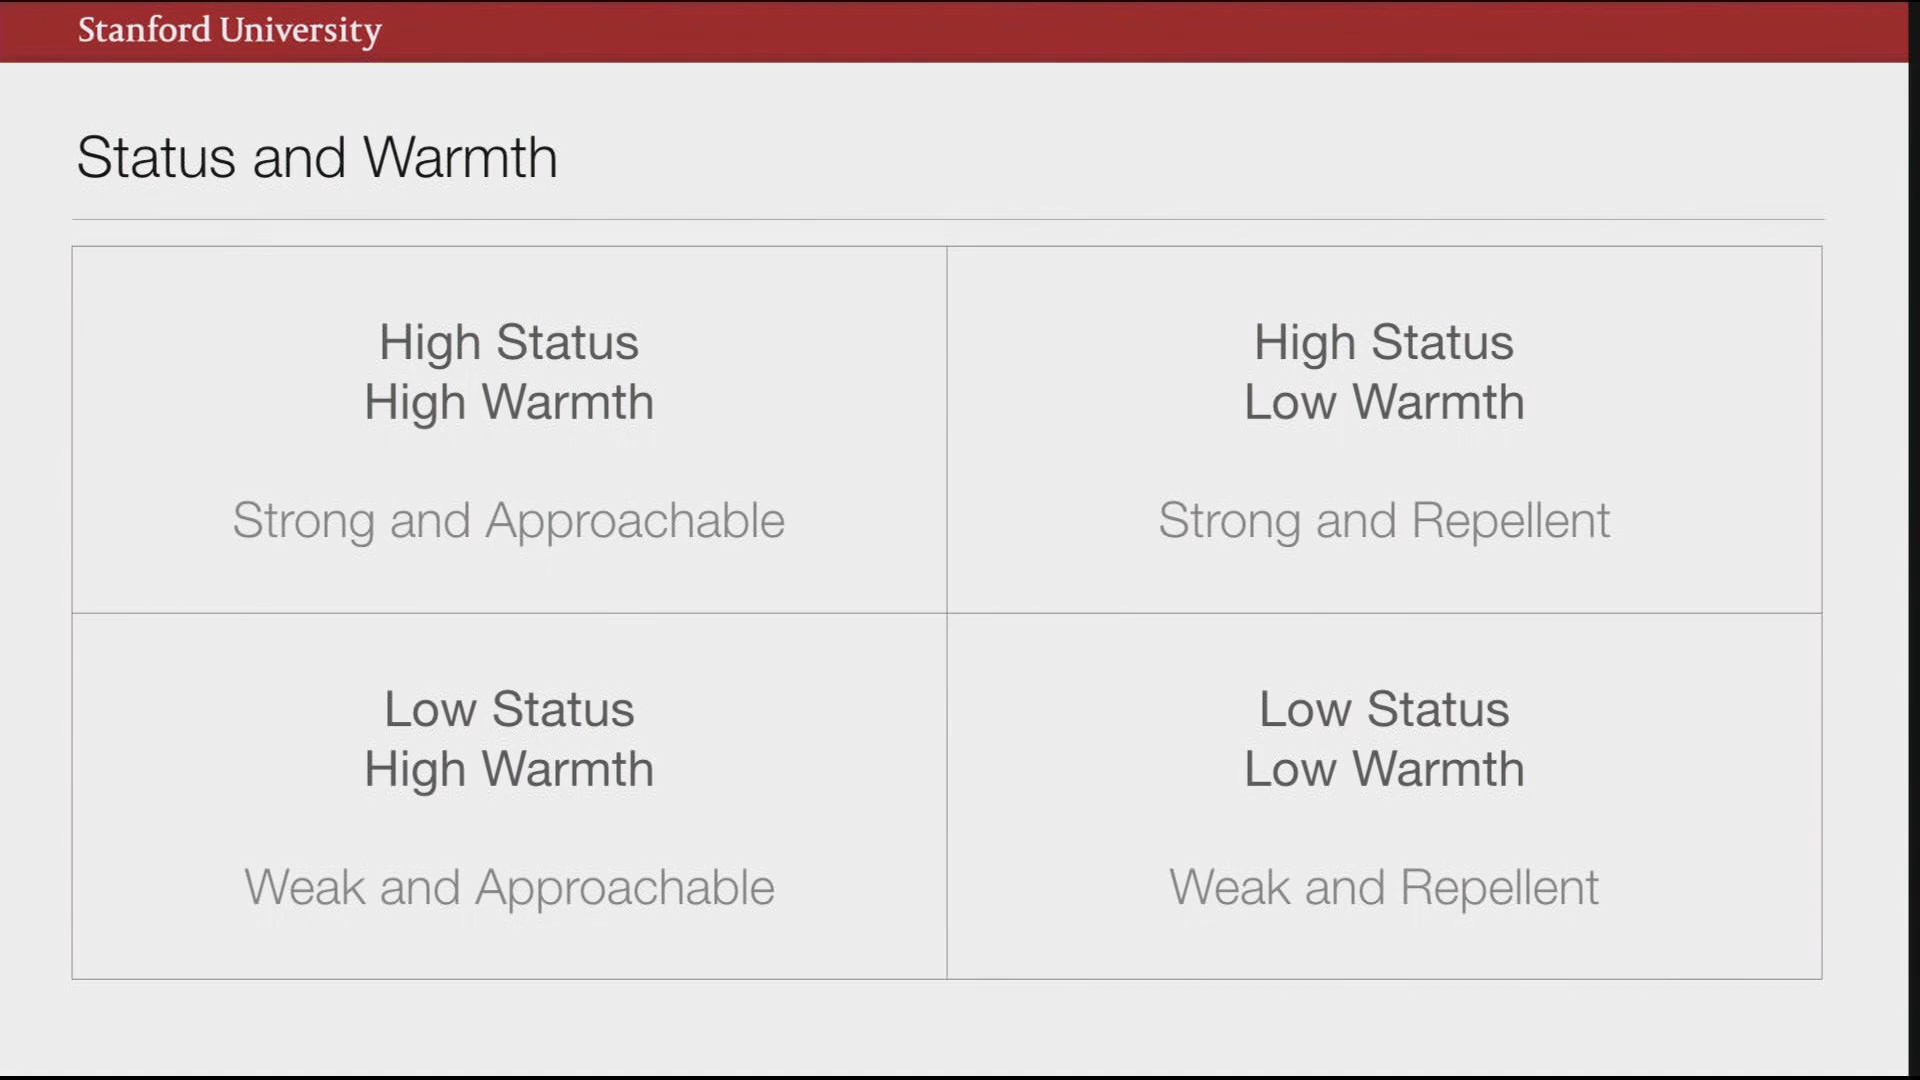 Stanford University
Status and Warmth
High Status
High Warmth
Strong and Approachable
High Status
Low Warmth
Strong and Repellent
Low Status
High Warmth
Weak and Approachable
Low Status
Low Warmth
Weak and Repellent